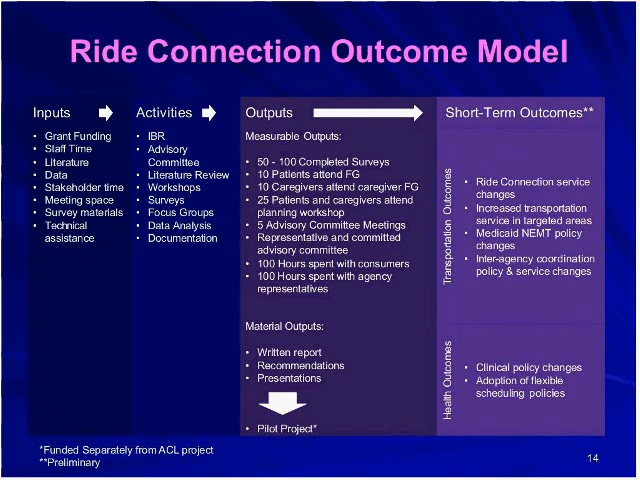 Ride Connection Outcome Model
Inputs
• Grant Funding
• Staff Time
• Literature
• Data
• Stakeholder time
• Meeting space
• Survey materials
• Technical
assistance
Activities
• IBR
• Advisory
Committee
• Literature Review
• Workshops
• Surveys
• Focus Groups
• Data Analysis
• Documentation
Outputs
Measurable Outputs:
• 50 - 100 Completed Surveys
• 10 Patients attend FG
• 10 Caregivers attend caregiver FG
• 25 Patients and caregivers attend
planning workshop
• 5 Advisory Committee Meetings
• Representative and committed
advisory committee
• 100 Hours spent with consumers
• 100 Hours spent with agency
representatives
Material Outputs:
• Written report
• Recommendations
• Presentations
• Pilot Project*
Short-Term Outcomes**
Transportation Outcomes
• Ride Connection service
changes
• Increased transportation
service in targeted areas
• Medicaid NEMT policy
changes
• Inter-agency coordination
policy & service changes
Health Outcomes
• Clinical policy changes
• Adoption of flexible
scheduling policies
*Funded Separately from ACL project
**Preliminary
14